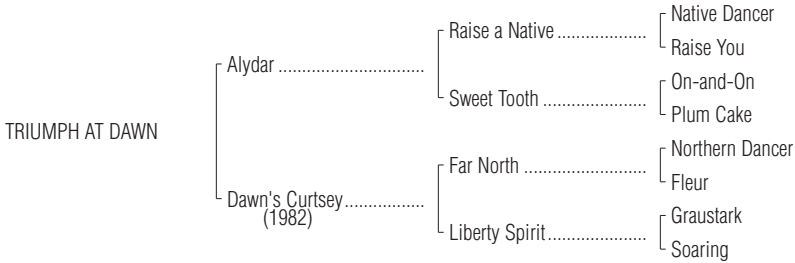 Native Dancer
Raise a Native
Raise You
Alydar
On-and-On
Sweet Tooth
Plum Cake
TRIUMPH AT DAWN
Northern Dancer
Far North
Fleur
Dawn's Curtsey
(1982)
Graustark
Liberty Spirit
Soaring